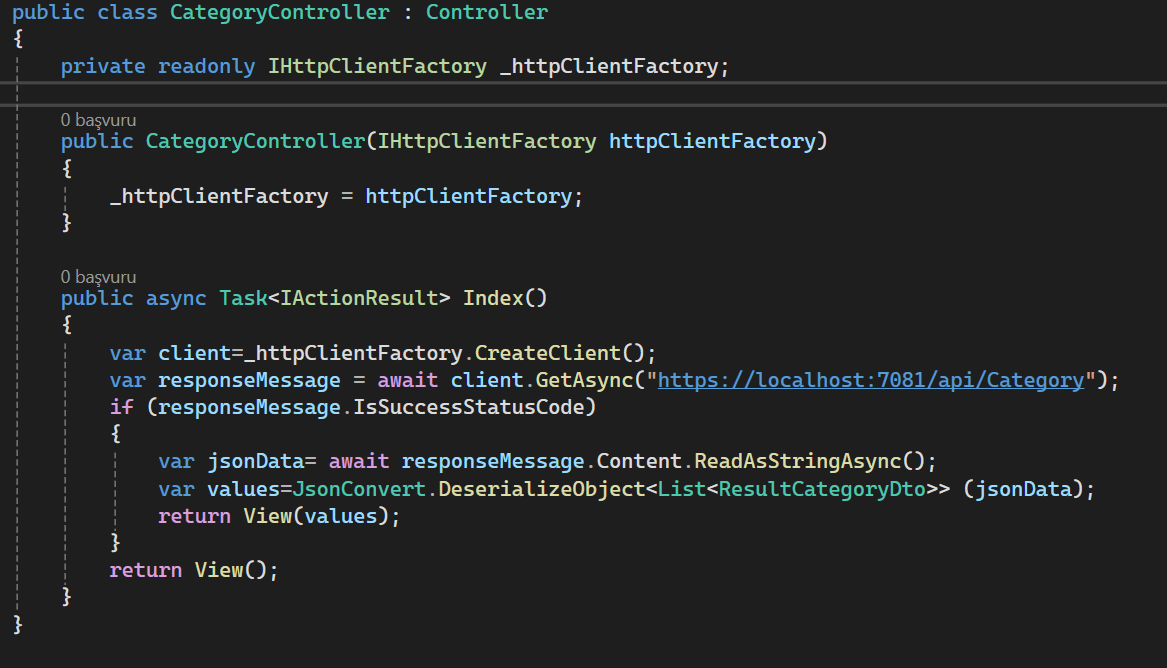 public class CategoryController : Controller
{
    private readonly IHttpClientFactory _httpClientFactory;
    0 başvuru
    public CategoryController(IHttpClientFactory httpClientFactory)
    {
        _httpClientFactory = httpClientFactory;
    }
    0 başvuru
    public async Task<IActionResult> Index()
    {
        var client=_httpClientFactory.CreateClient();
        var responseMessage = await client.GetAsync("https://localhost:7081/api/Category");
        if (responseMessage.IsSuccessStatusCode)
        {
            var jsonData= await responseMessage.Content.ReadAsStringAsync();
            var values=JsonConvert.DeserializeObject<List<ResultCategoryDto>> (jsonData);
            return View(values);
        }
        return View();
    }
}